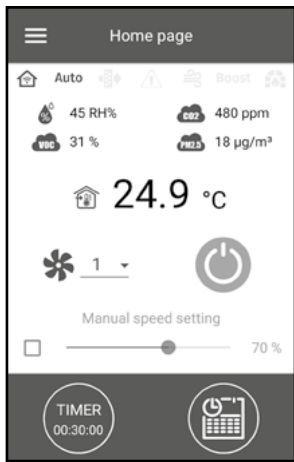 Home page
Auto Boost
45 RH% CO2 480 ppm
VOC 31 % PM2.5 18 µg/m³
24.9 °C
1
Manual speed setting
70 %
TIMER
00:30:00